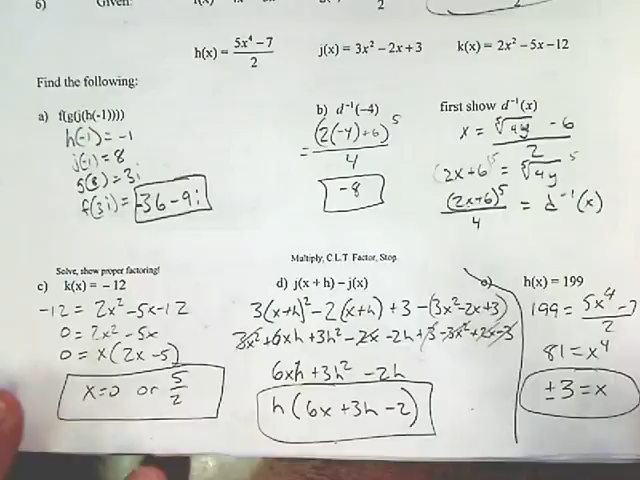 6) Given:
h(x) = (5x⁴ − 7)/2 j(x) = 3x² − 2x + 3 k(x) = 2x² − 5x − 12
Find the following:
a) f(g(j(h(-1))))
h(-1) = -1
j(-1) = 8
g(8) = 3i
f(3i) = -36 - 9i
b) d⁻¹(−4)
= (2(-4)+6)⁵/4
-8
first show d⁻¹(x)
x = (⁵√4y − 6)/2
(2x+6)⁵ = ⁵√4y ⁵
(2x+6)⁵/4 = d⁻¹(x)
Solve, show proper factoring!
c) k(x) = − 12
-12 = 2x² - 5x - 12
0 = 2x² - 5x
0 = x(2x - 5)
x=0 or 5/2
Multiply, C.L.T. Factor, Stop.
d) j(x + h) − j(x)
3(x+h)² - 2(x+h) + 3 - (3x² - 2x + 3)
3x² + 6xh + 3h² - 2x - 2h + 3 - 3x² + 2x - 3
6xh + 3h² - 2h
h(6x + 3h - 2)
e) h(x) = 199
199 = (5x⁴ - 7)/2
81 = x⁴
±3 = x